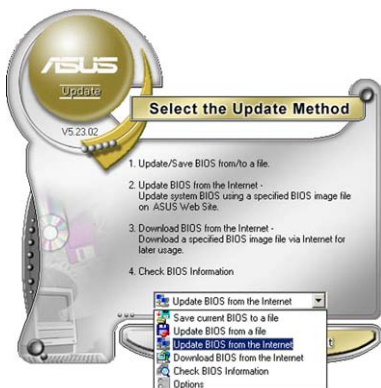 ASUS
Update
V5.23.02
Select the Update Method
1. Update/Save BIOS from/to a file.
2. Update BIOS from the Internet -
Update system BIOS using a specified BIOS image file
on ASUS Web Site.
3. Download BIOS from the Internet -
Download a specified BIOS image file via Internet for
later usage.
4. Check BIOS Information
Update BIOS from the Internet
Save current BIOS to a file
Update BIOS from a file
Update BIOS from the Internet
Download BIOS from the Internet
Check BIOS Information
Options